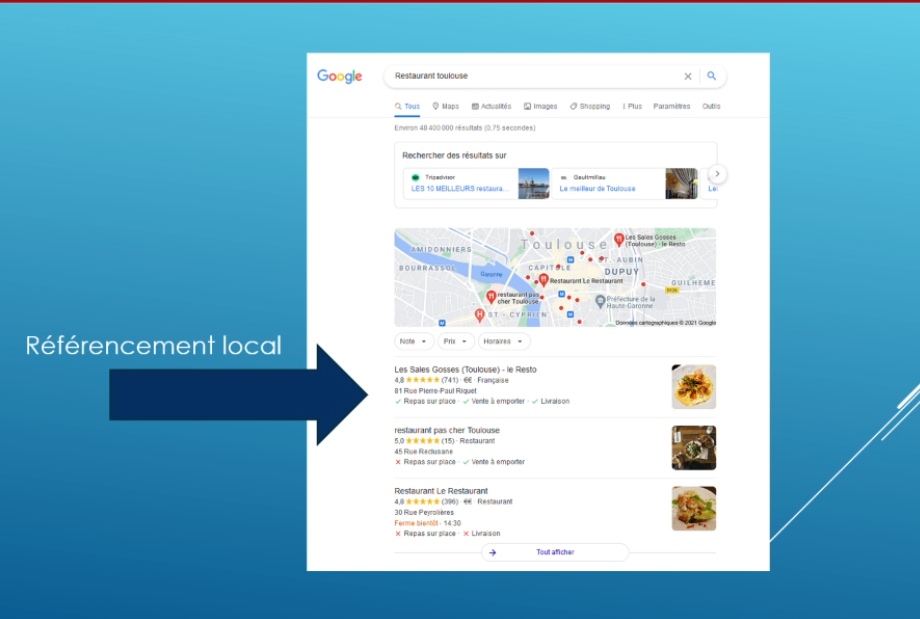 Google
Restaurant toulouse
Tous Maps Actualités Images Shopping Plus Paramètres Outils
Environ 48 400 000 résultats (0,75 secondes)
Rechercher des résultats sur
Tripadvisor
LES 10 MEILLEURS restaura...
Gaultmillau
Le meilleur de Toulouse
Le
AMIDONNIERS
BOURRASSOL
Garonne
Toulouse
CAPITOLE
Les Sales Gosses
(Toulouse) - le Resto
ST - AUBIN
DUPUY
GUILHEME
Restaurant Le Restaurant
restaurant pas
cher Toulouse
ST - CYPRIEN
Préfecture de la
Haute-Garonne
Données cartographiques © 2021 Google
Note Prix Horaires
Référencement local
Les Sales Gosses (Toulouse) - le Resto
4,8 ★★★★★ (741) · €€ · Française
81 Rue Pierre-Paul Riquet
✓ Repas sur place · ✓ Vente à emporter · ✓ Livraison
restaurant pas cher Toulouse
5,0 ★★★★★ (15) · Restaurant
45 Rue Réclusane
✕ Repas sur place · ✓ Vente à emporter
Restaurant Le Restaurant
4,8 ★★★★★ (396) · €€ · Restaurant
30 Rue Peyrolières
Ferme bientôt · 14:30
✕ Repas sur place · ✕ Livraison
Tout afficher